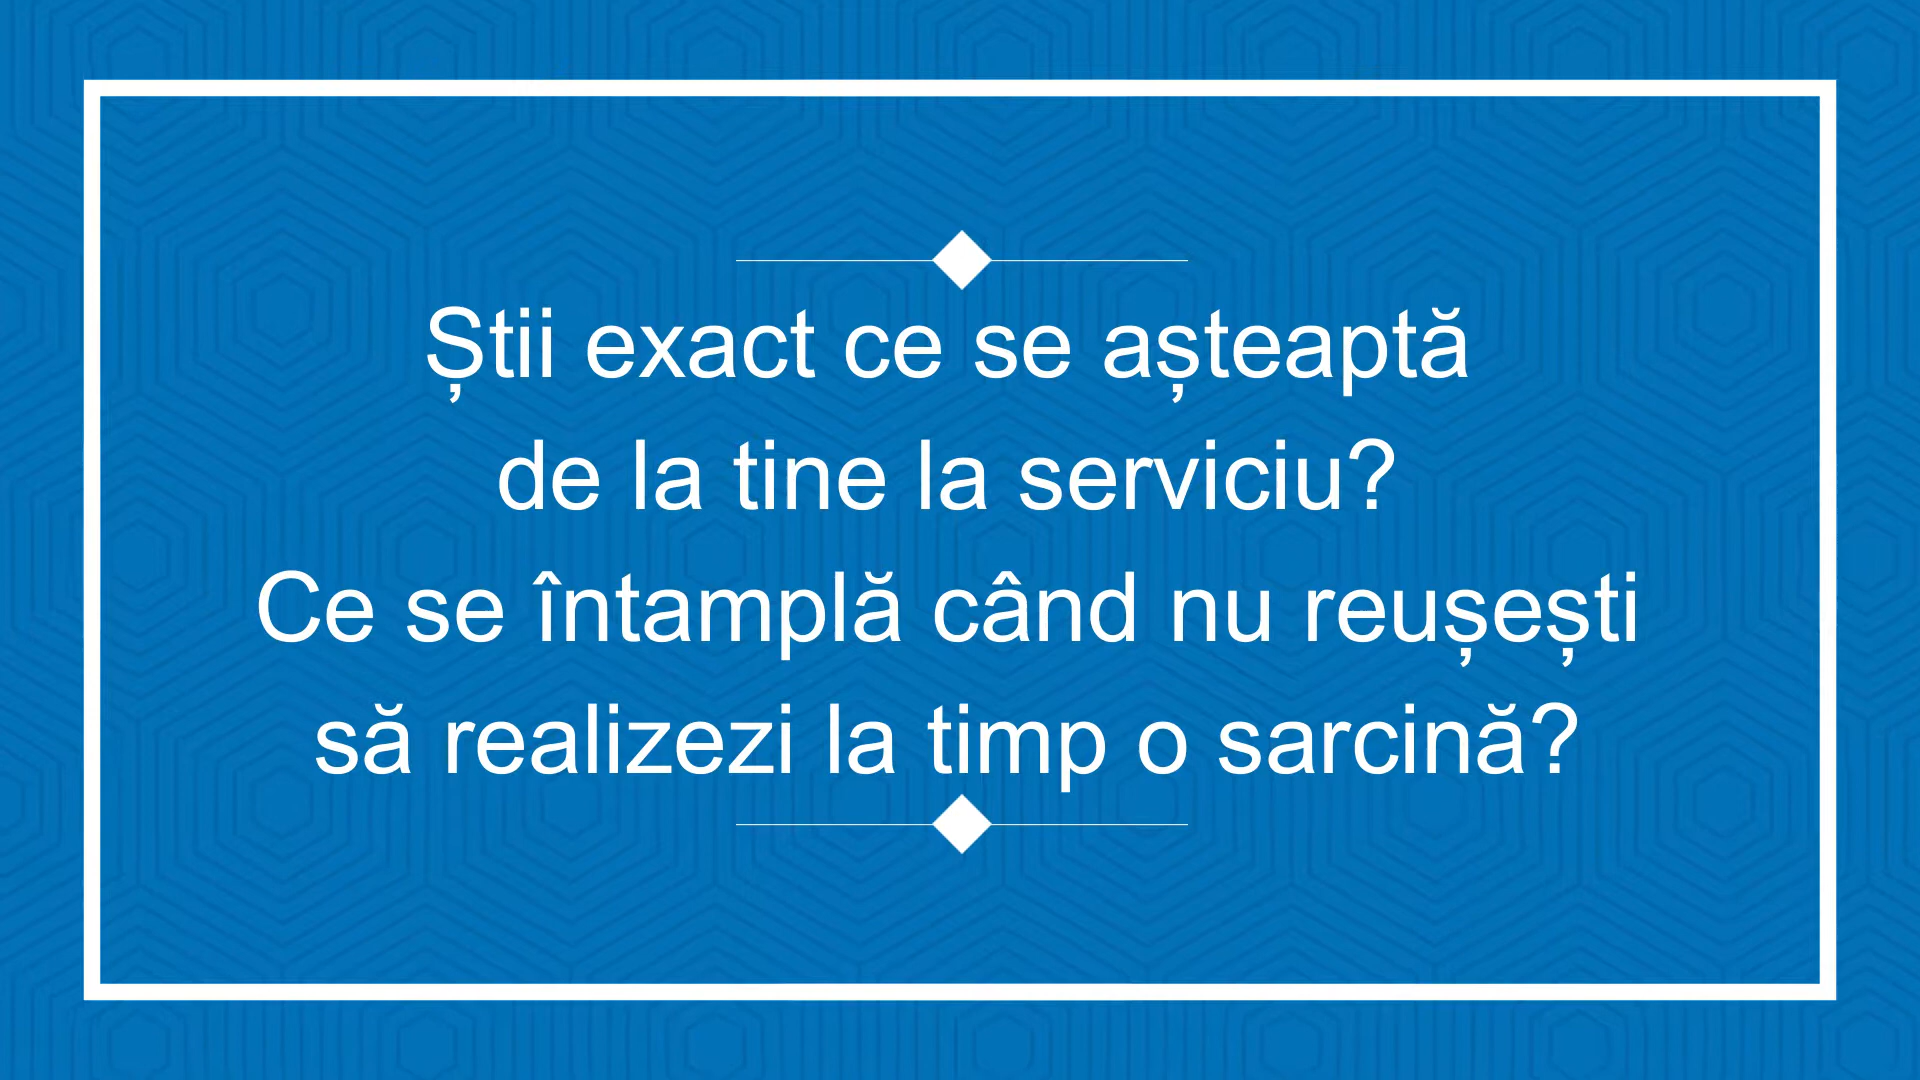 Știi exact ce se așteaptă
de la tine la serviciu?
Ce se întamplă când nu reușești
să realizezi la timp o sarcină?